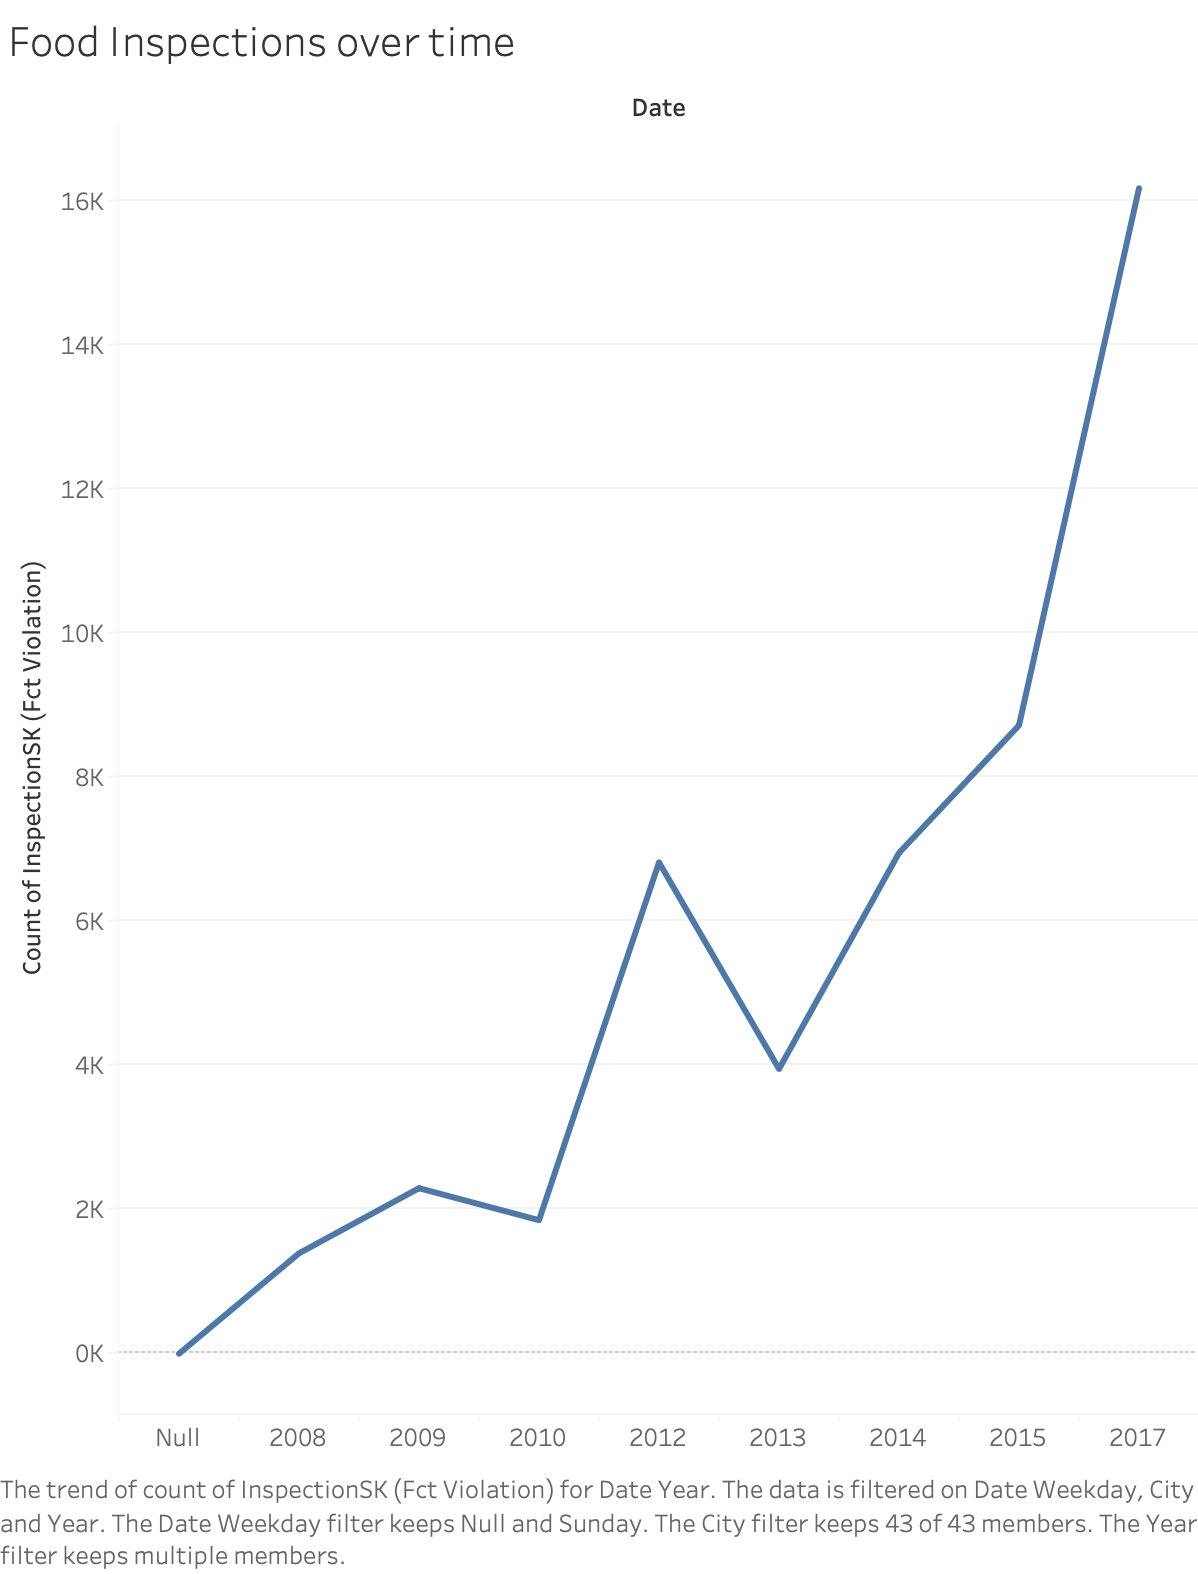 Food Inspections over time
Date
16K
14K
12K
10K
8K
6K
4K
2K
0K
Count of InspectionSK (Fct Violation)
Null 2008 2009 2010 2012 2013 2014 2015 2017
The trend of count of InspectionSK (Fct Violation) for Date Year. The data is filtered on Date Weekday, City
and Year. The Date Weekday filter keeps Null and Sunday. The City filter keeps 43 of 43 members. The Year
filter keeps multiple members.